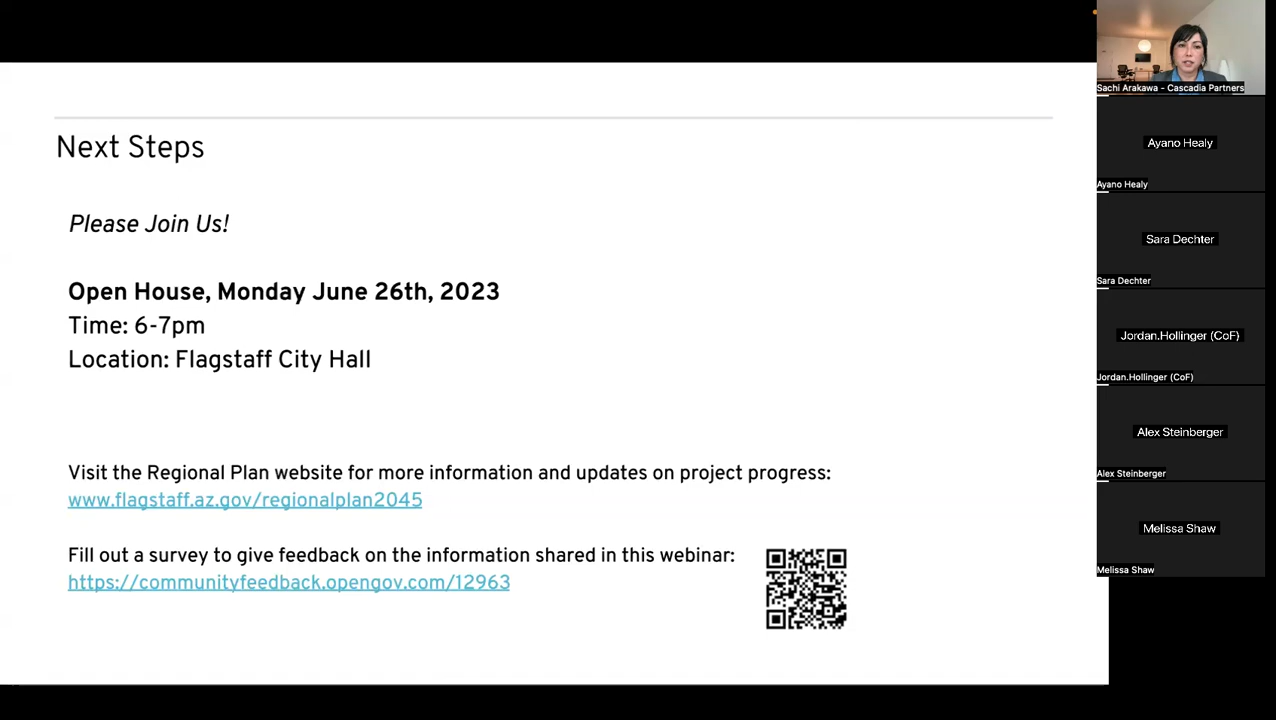 Next Steps
Please Join Us!
Open House, Monday June 26th, 2023
Time: 6-7pm
Location: Flagstaff City Hall
Visit the Regional Plan website for more information and updates on project progress:
www.flagstaff.az.gov/regionalplan2045
Fill out a survey to give feedback on the information shared in this webinar:
https://communityfeedback.opengov.com/12963
Sachi Arakawa - Cascadia Partners
Ayano Healy
Ayano Healy
Sara Dechter
Sara Dechter
Jordan.Hollinger (CoF)
Jordan.Hollinger (CoF)
Alex Steinberger
Alex Steinberger
Melissa Shaw
Melissa Shaw